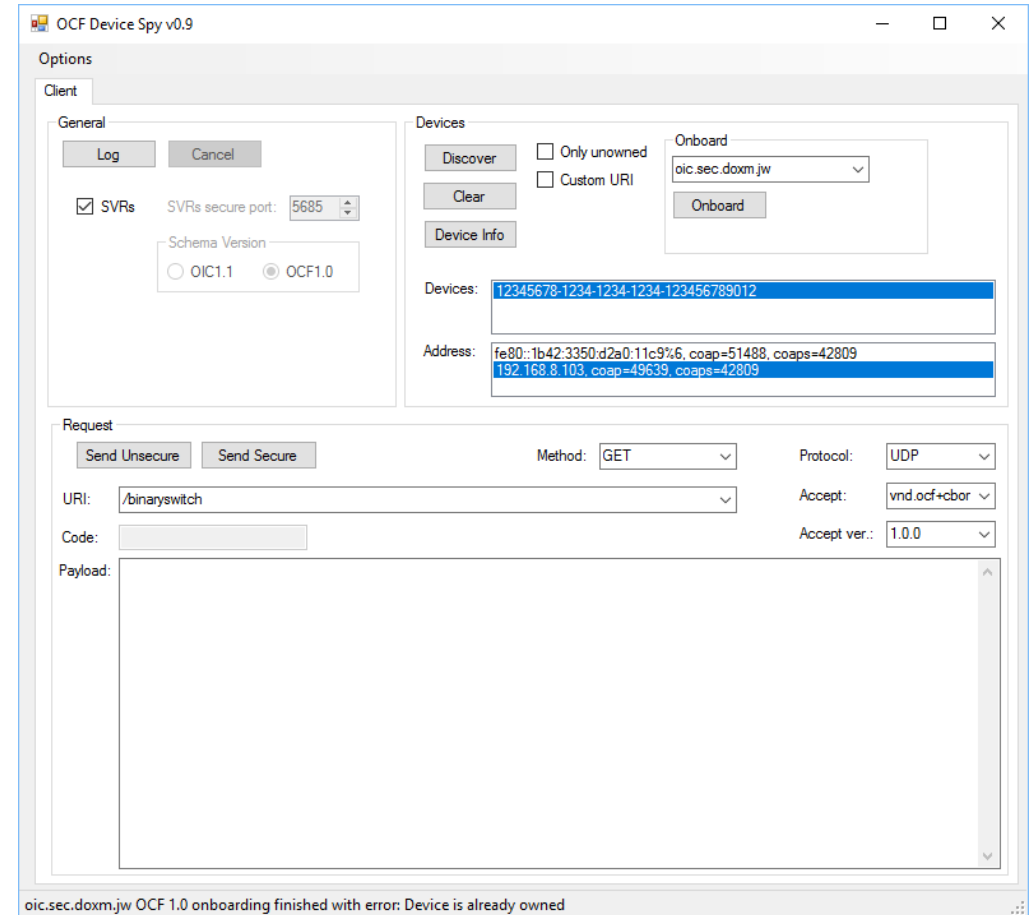 OCF Device Spy v0.9
Options
Client
General
Log Cancel
SVRs SVRs secure port: 5685
Schema Version
OIC1.1 OCF1.0
Devices
Discover Only unowned
Custom URI
Clear
Device Info
Onboard
oic.sec.doxm.jw
Onboard
Devices: 12345678-1234-1234-1234-123456789012
Address: fe80::1b42:3350:d2a0:11c9%6, coap=51488, coaps=42809
192.168.8.103, coap=49639, coaps=42809
Request
Send Unsecure Send Secure Method: GET Protocol: UDP
URI: /binaryswitch Accept: vnd.ocf+cbor
Code: Accept ver.: 1.0.0
Payload:
oic.sec.doxm.jw OCF 1.0 onboarding finished with error: Device is already owned